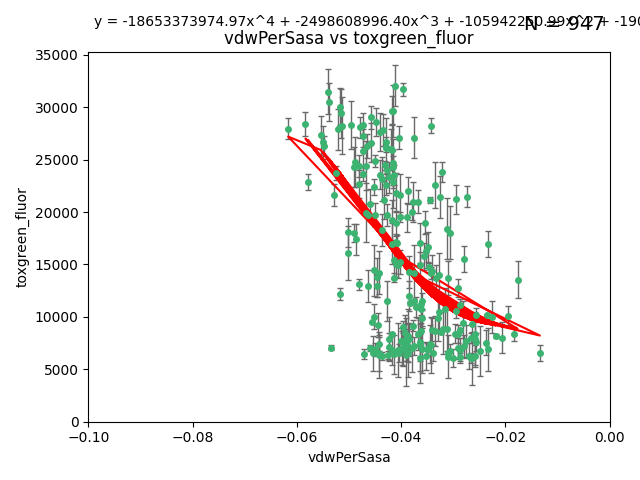 y = -18653373974.97x^4 + -2498608996.40x^3 + -105942250.99x^2 + -190
N = 947
vdwPerSasa vs toxgreen_fluor
35000
30000
25000
20000
15000
10000
5000
0
toxgreen_fluor
−0.10 −0.08 −0.06 −0.04 −0.02 0.00
vdwPerSasa